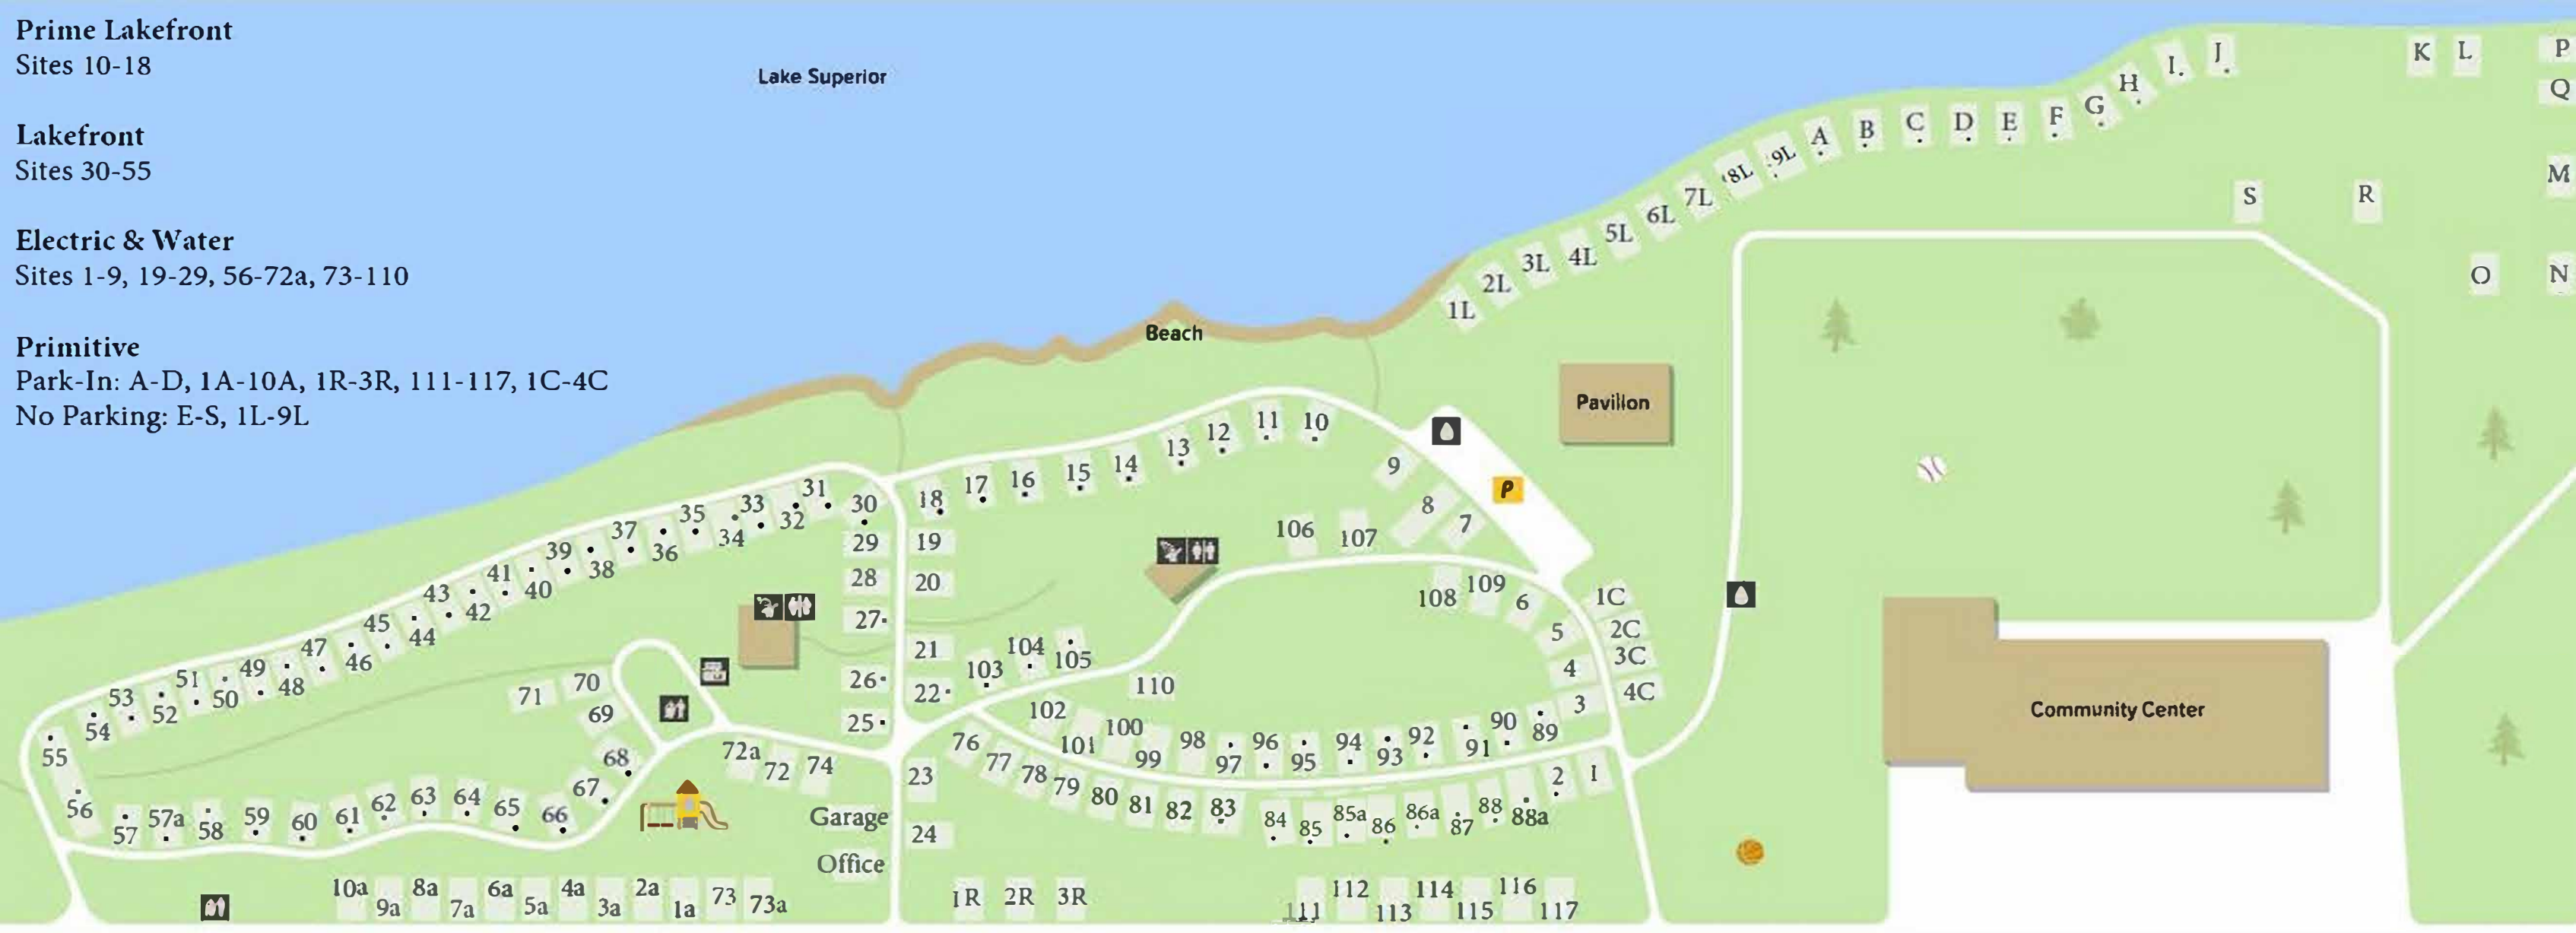 Prime Lakefront
Sites 10-18
Lakefront
Sites 30-55
Electric & Water
Sites 1-9, 19-29, 56-72a, 73-110
Primitive
Park-In: A-D, 1A-10A, 1R-3R, 111-117, 1C-4C
No Parking: E-S, 1L-9L
Lake Superior
Beach
1L 2L 3L 4L 5L 6L 7L 8L 9L
A B C D E F G H I J
K L P
Q
M
S R
O N
Pavilion
P
Community Center
18 17 16 15 14 13 12 11 10
9
8
7
106 107
108 109 6
5
4
3
1C
2C
3C
4C
31
33
35
37
39
41
43
45
47
49
51
53
30
32
34
36
38
40
42
44
46
48
50
52
54
55
29 19
28 20
27
21
26
22
25
103 104 105
110
102
101 100
99 98 97 96 95 94 93 92 91 90 89
71 70
69
68
67
66
65
64
63
62
61
60
59
58
57a
57
56
72a 72 74
76 77 78 79 80 81 82 83 84 85 85a 86 86a 87 88 88a 2 1
23
Garage
24
Office
10a 9a 8a 7a 6a 5a 4a 3a 2a 1a 73 73a
1R 2R 3R
111 112 113 114 115 116 117